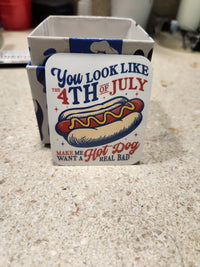 You LOOK LIKE
THE 4TH OF JULY
MAKE ME Hot Dog
WANT A REAL BAD